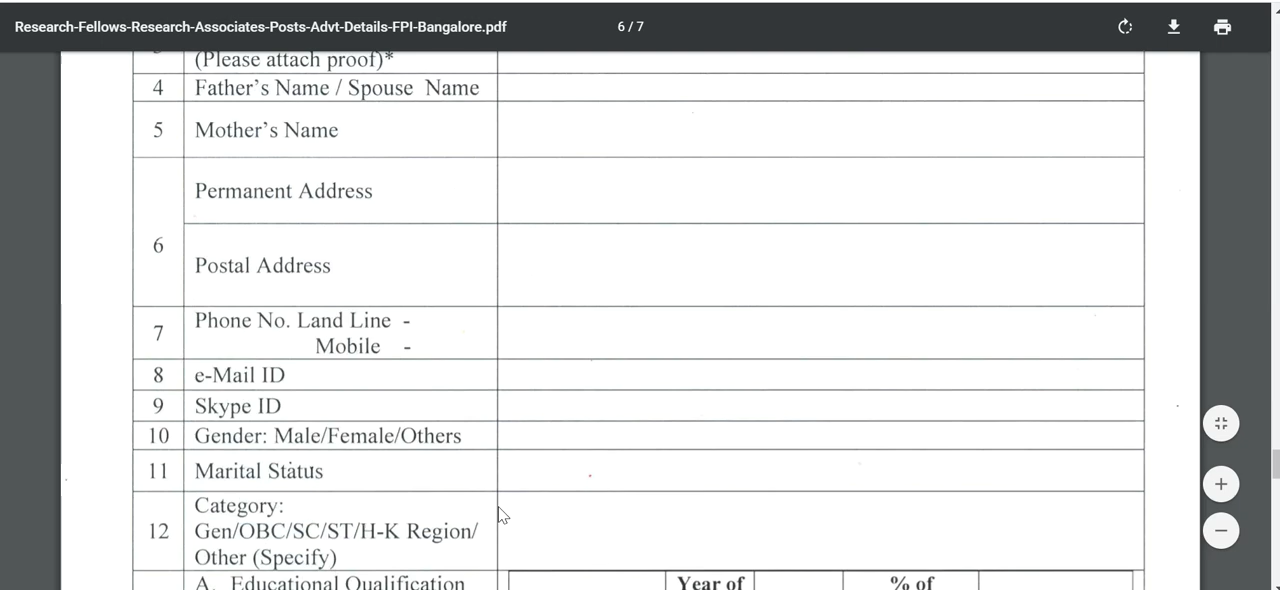 Research-Fellows-Research-Associates-Posts-Advt-Details-FPI-Bangalore.pdf
6 / 7
(Please attach proof)*
4 Father's Name / Spouse Name
5 Mother's Name
6
Permanent Address
Postal Address
7
Phone No. Land Line -
Mobile -
8 e-Mail ID
9 Skype ID
10 Gender: Male/Female/Others
11 Marital Status
12
Category:
Gen/OBC/SC/ST/H-K Region/
Other (Specify)
A. Educational Qualification
Year of
% of